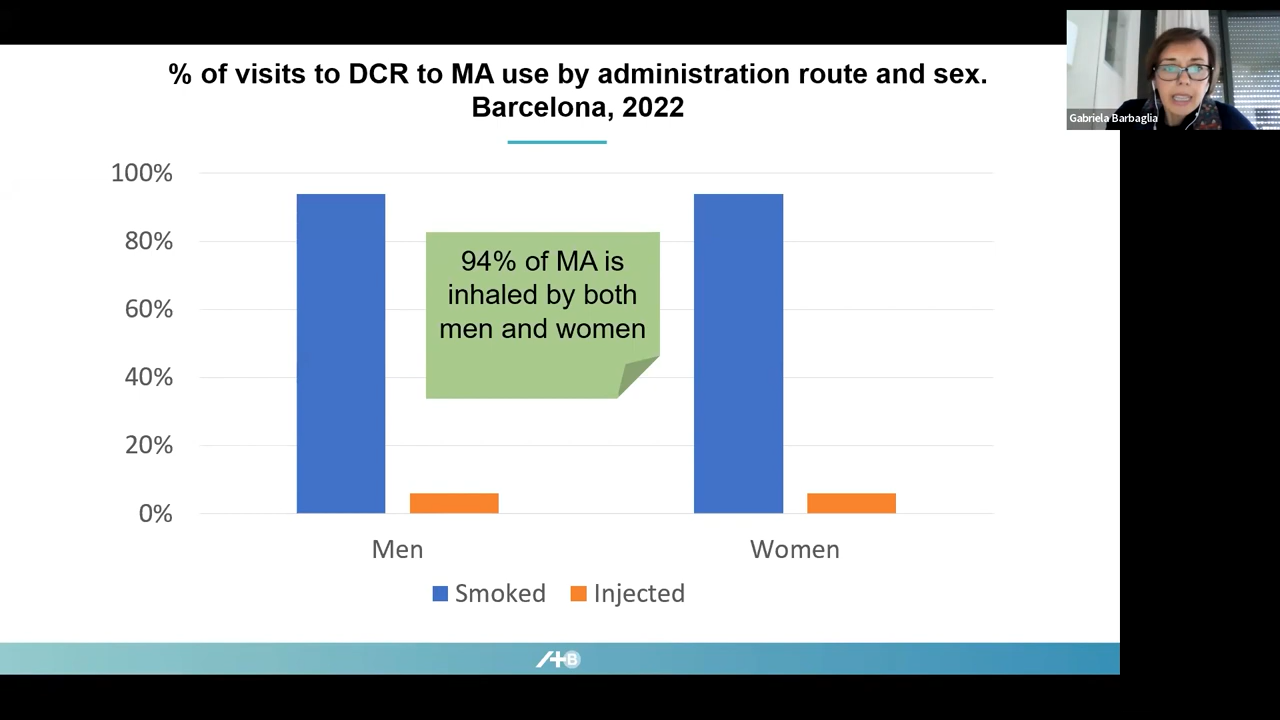 % of visits to DCR to MA use by administration route and sex.
Barcelona, 2022
Gabriela Barbaglia
100%
80%
60%
40%
20%
0%
94% of MA is
inhaled by both
men and women
Men
Women
Smoked
Injected
B